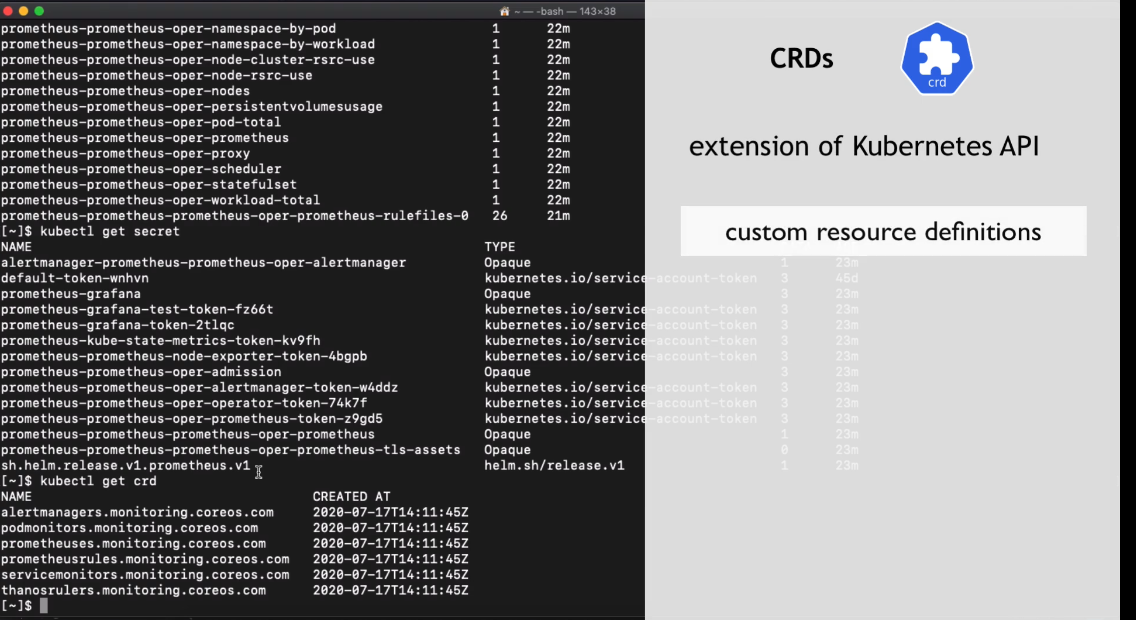 ~ — -bash — 143×38
prometheus-prometheus-oper-namespace-by-pod 1 22m
prometheus-prometheus-oper-namespace-by-workload 1 22m
prometheus-prometheus-oper-node-cluster-rsrc-use 1 22m
prometheus-prometheus-oper-node-rsrc-use 1 22m
prometheus-prometheus-oper-nodes 1 22m
prometheus-prometheus-oper-persistentvolumesusage 1 22m
prometheus-prometheus-oper-pod-total 1 22m
prometheus-prometheus-oper-prometheus 1 22m
prometheus-prometheus-oper-proxy 1 22m
prometheus-prometheus-oper-scheduler 1 22m
prometheus-prometheus-oper-statefulset 1 22m
prometheus-prometheus-oper-workload-total 1 22m
prometheus-prometheus-prometheus-oper-prometheus-rulefiles-0 26 21m
[~]$ kubectl get secret
NAME TYPE
alertmanager-prometheus-prometheus-oper-alertmanager Opaque 1 23m
default-token-wnhvn kubernetes.io/service-account-token 3 45d
prometheus-grafana Opaque 3 23m
prometheus-grafana-test-token-fz66t kubernetes.io/service-account-token 3 23m
prometheus-grafana-token-2tlqc kubernetes.io/service-account-token 3 23m
prometheus-kube-state-metrics-token-kv9fh kubernetes.io/service-account-token 3 23m
prometheus-prometheus-node-exporter-token-4bgpb kubernetes.io/service-account-token 3 23m
prometheus-prometheus-oper-admission Opaque 3 23m
prometheus-prometheus-oper-alertmanager-token-w4ddz kubernetes.io/service-account-token 3 23m
prometheus-prometheus-oper-operator-token-74k7f kubernetes.io/service-account-token 3 23m
prometheus-prometheus-oper-prometheus-token-z9gd5 kubernetes.io/service-account-token 3 23m
prometheus-prometheus-prometheus-oper-prometheus Opaque 1 23m
prometheus-prometheus-prometheus-oper-prometheus-tls-assets Opaque 0 23m
sh.helm.release.v1.prometheus.v1 helm.sh/release.v1 1 23m
[~]$ kubectl get crd
NAME CREATED AT
alertmanagers.monitoring.coreos.com 2020-07-17T14:11:45Z
podmonitors.monitoring.coreos.com 2020-07-17T14:11:45Z
prometheuses.monitoring.coreos.com 2020-07-17T14:11:45Z
prometheusrules.monitoring.coreos.com 2020-07-17T14:11:45Z
servicemonitors.monitoring.coreos.com 2020-07-17T14:11:45Z
thanosrulers.monitoring.coreos.com 2020-07-17T14:11:45Z
[~]$
CRDs
crd
extension of Kubernetes API
custom resource definitions